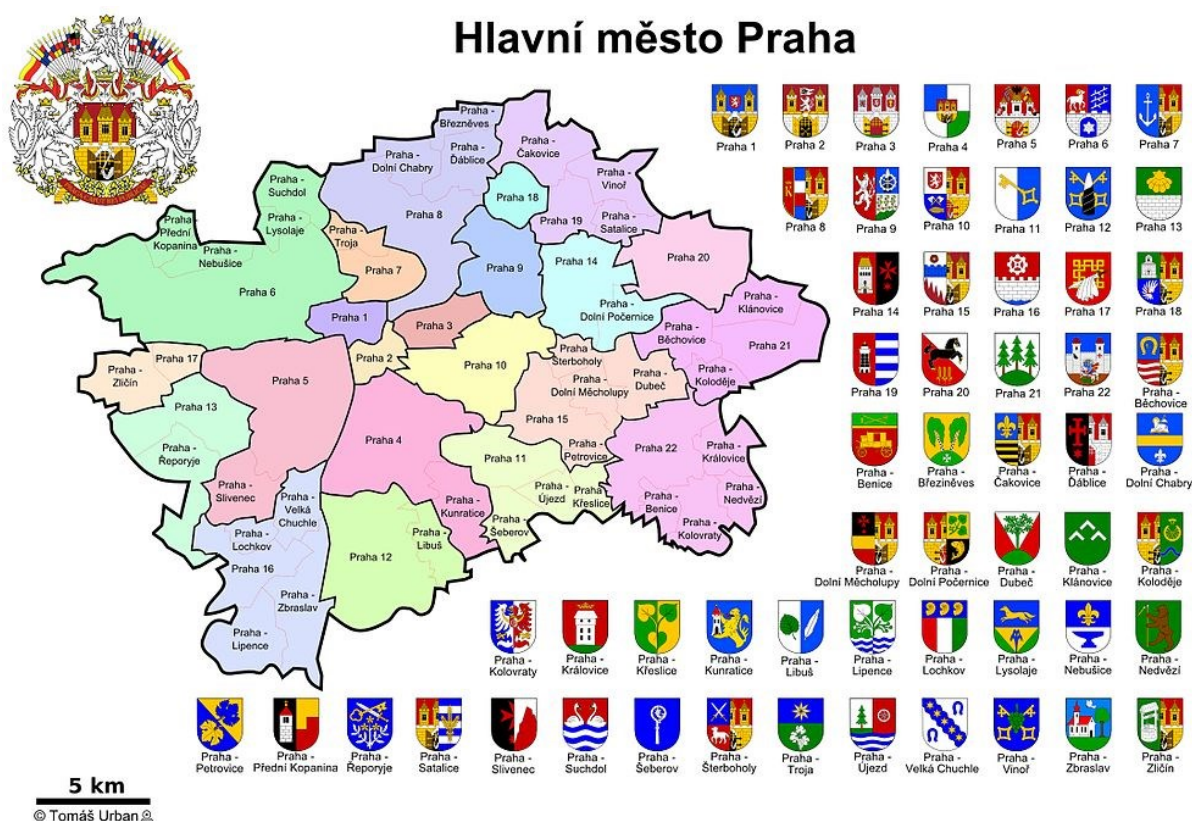 Hlavní město Praha
Praha 1
Praha 2
Praha 3
Praha 4
Praha 5
Praha 6
Praha 7
Praha 8
Praha 9
Praha 10
Praha 11
Praha 12
Praha 13
Praha 14
Praha 15
Praha 16
Praha 17
Praha 18
Praha 19
Praha 20
Praha 21
Praha 22
Praha -
Běchovice
Praha -
Benice
Praha -
Březiněves
Praha -
Čakovice
Praha -
Ďáblice
Praha -
Dolní Chabry
Praha -
Dolní Měcholupy
Praha -
Dolní Počernice
Praha -
Dubeč
Praha -
Klánovice
Praha -
Koloděje
Praha -
Kolovraty
Praha -
Královice
Praha -
Křeslice
Praha -
Kunratice
Praha -
Libuš
Praha -
Lipence
Praha -
Lochkov
Praha -
Lysolaje
Praha -
Nebušice
Praha -
Nedvězí
Praha -
Petrovice
Praha -
Přední Kopanina
Praha -
Řeporyje
Praha -
Satalice
Praha -
Slivenec
Praha -
Suchdol
Praha -
Šeberov
Praha -
Štěrboholy
Praha -
Troja
Praha -
Újezd
Praha -
Velká Chuchle
Praha -
Vinoř
Praha -
Zbraslav
Praha -
Zličín
Praha -
Březněves
Praha -
Ďáblice
Praha -
Dolní Chabry
Praha -
Čakovice
Praha -
Vinoř
Praha -
Suchdol
Praha -
Lysolaje
Praha 8
Praha 18
Praha 19
Praha -
Satalice
Praha -
Přední
Kopanina
Praha -
Nebušice
Praha -
Troja
Praha 6
Praha 7
Praha 9
Praha 14
Praha 20
Praha -
Dolní Počernice
Praha -
Klánovice
Praha 1
Praha 3
Praha -
Běchovice
Praha 21
Praha 17
Praha -
Zličín
Praha 2
Praha 10
Praha -
Štěrboholy
Praha -
Dolní Měcholupy
Praha -
Dubeč
Praha -
Koloděje
Praha 5
Praha 13
Praha 15
Praha 4
Praha -
Řeporyje
Praha 11
Praha -
Petrovice
Praha 22
Praha -
Královice
Praha -
Slivenec
Praha -
Velká
Chuchle
Praha -
Kunratice
Praha -
Újezd
Praha
Křeslice
Praha -
Benice
Praha -
Nedvězí
Praha -
Šeberov
Praha -
Kolovraty
Praha -
Lochkov
Praha 12
Praha -
Libuš
Praha 16
Praha -
Zbraslav
Praha -
Lipence
5 km
© Tomáš Urban